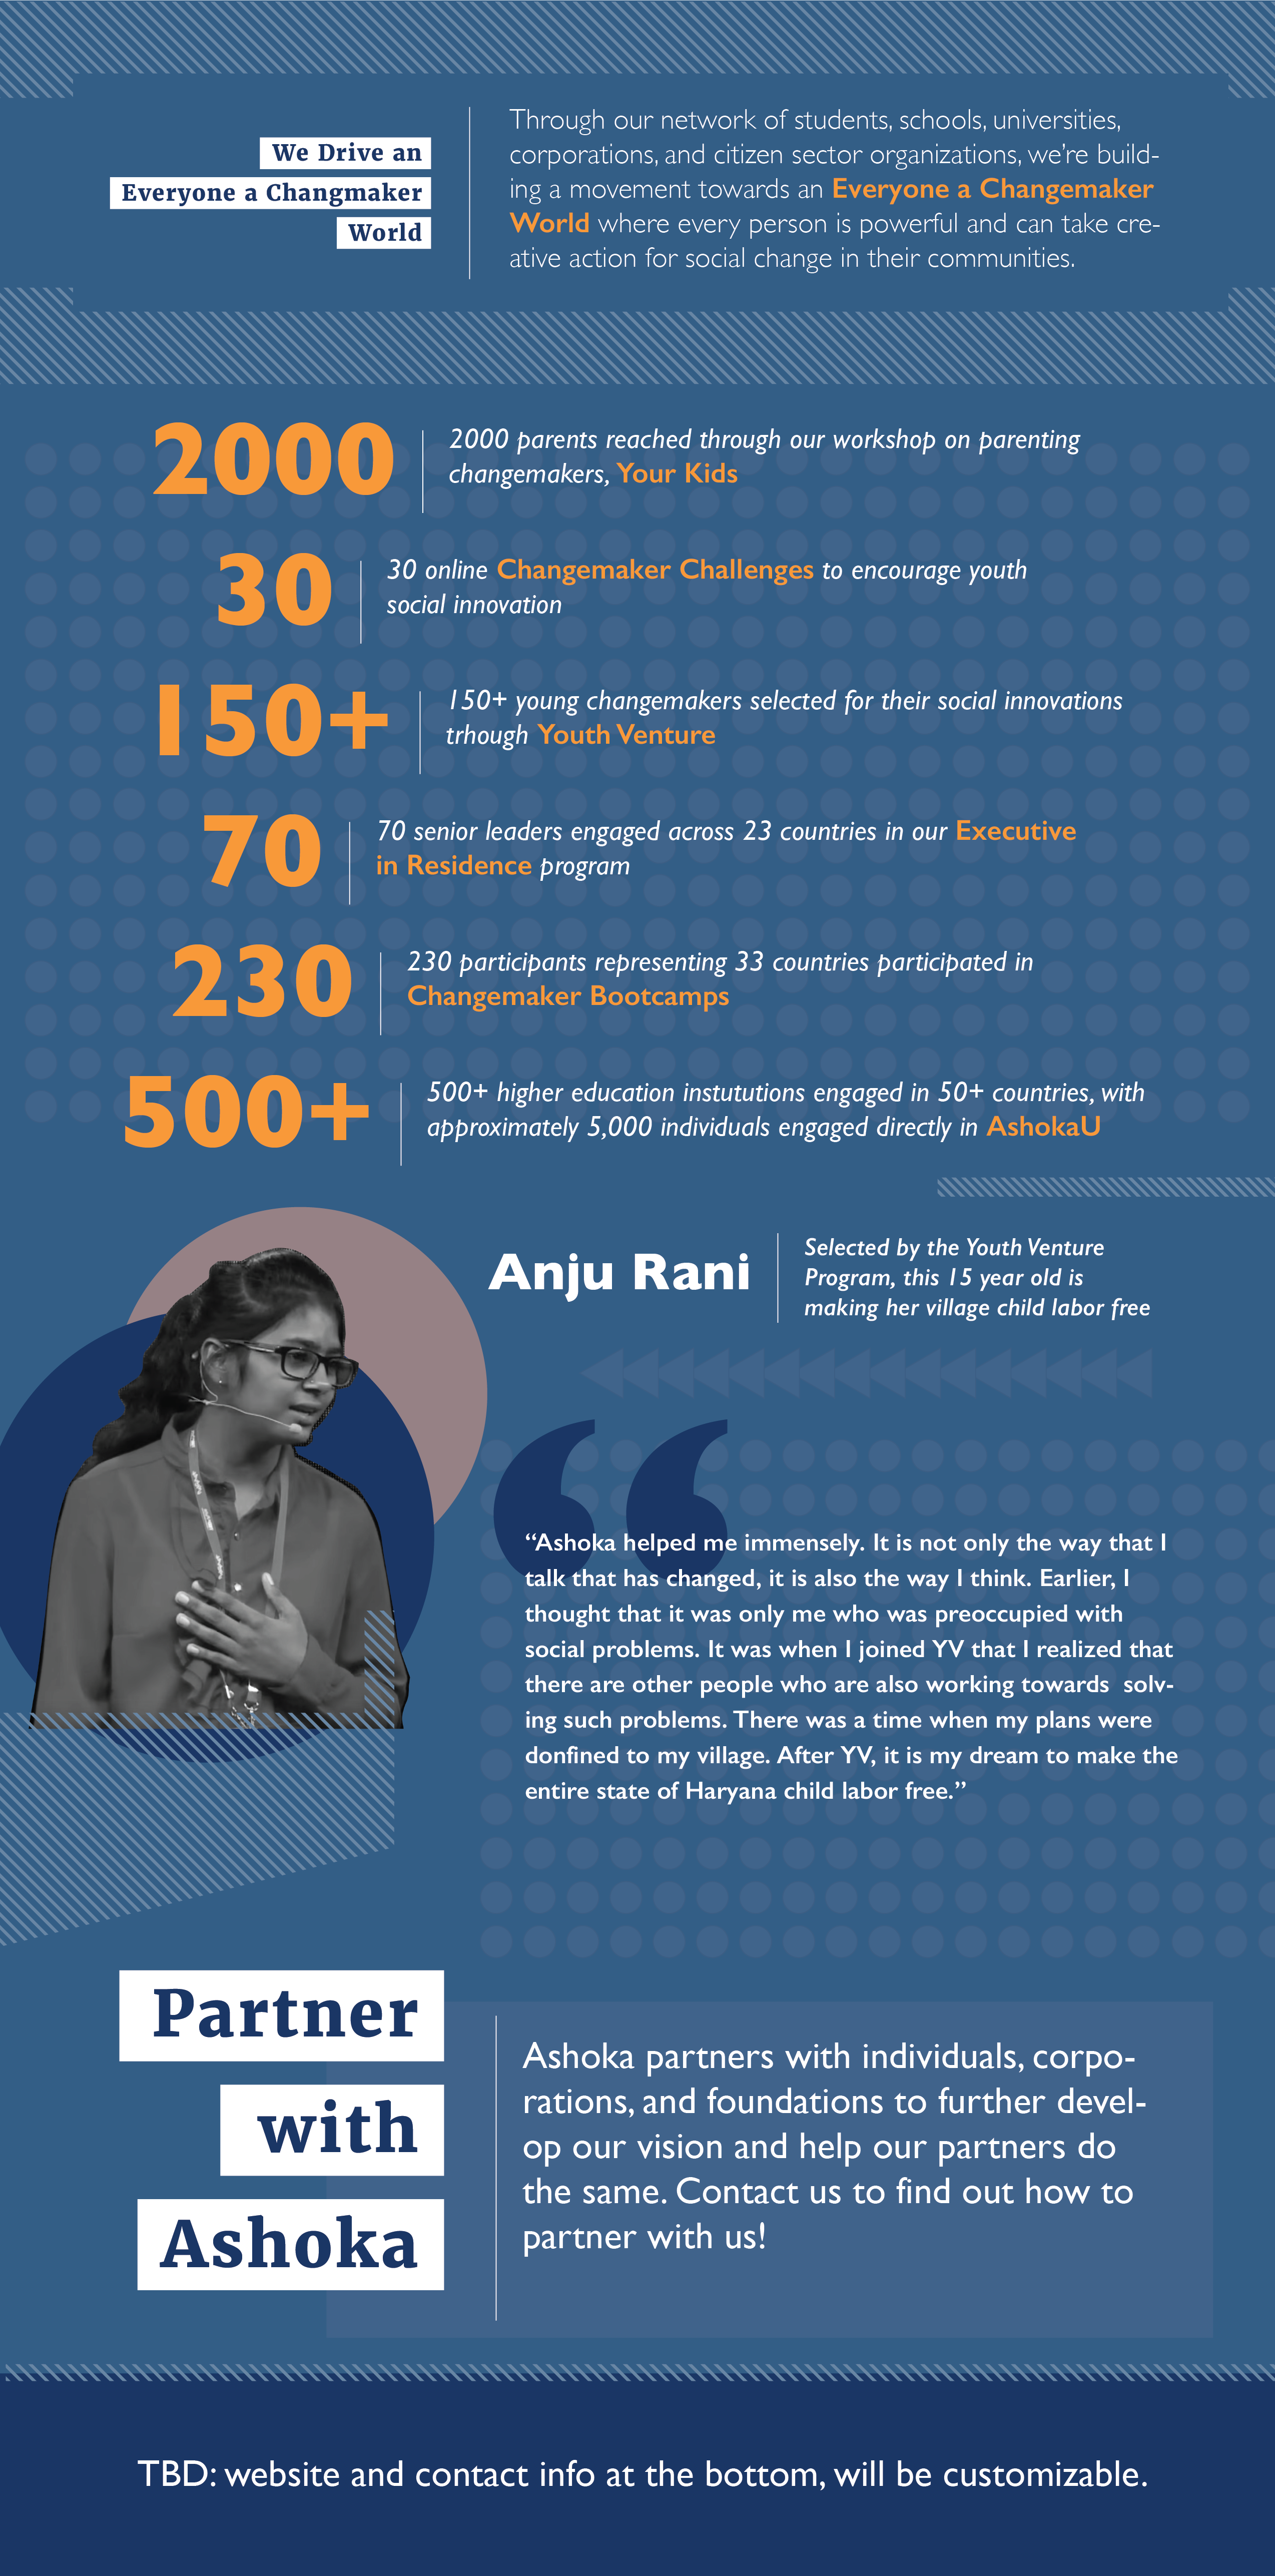 We Drive an
Everyone a Changmaker
World
Through our network of students, schools, universities,
corporations, and citizen sector organizations, we’re build-
ing a movement towards an Everyone a Changemaker
World where every person is powerful and can take cre-
ative action for social change in their communities.
2000
2000 parents reached through our workshop on parenting
changemakers, Your Kids
30
30 online Changemaker Challenges to encourage youth
social innovation
150+
150+ young changemakers selected for their social innovations
trhough Youth Venture
70
70 senior leaders engaged across 23 countries in our Executive
in Residence program
230
230 participants representing 33 countries participated in
Changemaker Bootcamps
500+
500+ higher education instutions engaged in 50+ countries, with
approximately 5,000 individuals engaged directly in AshokaU
Anju Rani
Selected by the Youth Venture
Program, this 15 year old is
making her village child labor free
“Ashoka helped me immensely. It is not only the way that I
talk that has changed, it is also the way I think. Earlier, I
thought that it was only me who was preoccupied with
social problems. It was when I joined YV that I realized that
there are other people who are also working towards solv-
ing such problems. There was a time when my plans were
donfined to my village. After YV, it is my dream to make the
entire state of Haryana child labor free.”
Partner
with
Ashoka
Ashoka partners with individuals, corpo-
rations, and foundations to further devel-
op our vision and help our partners do
the same. Contact us to find out how to
partner with us!
TBD: website and contact info at the bottom, will be customizable.